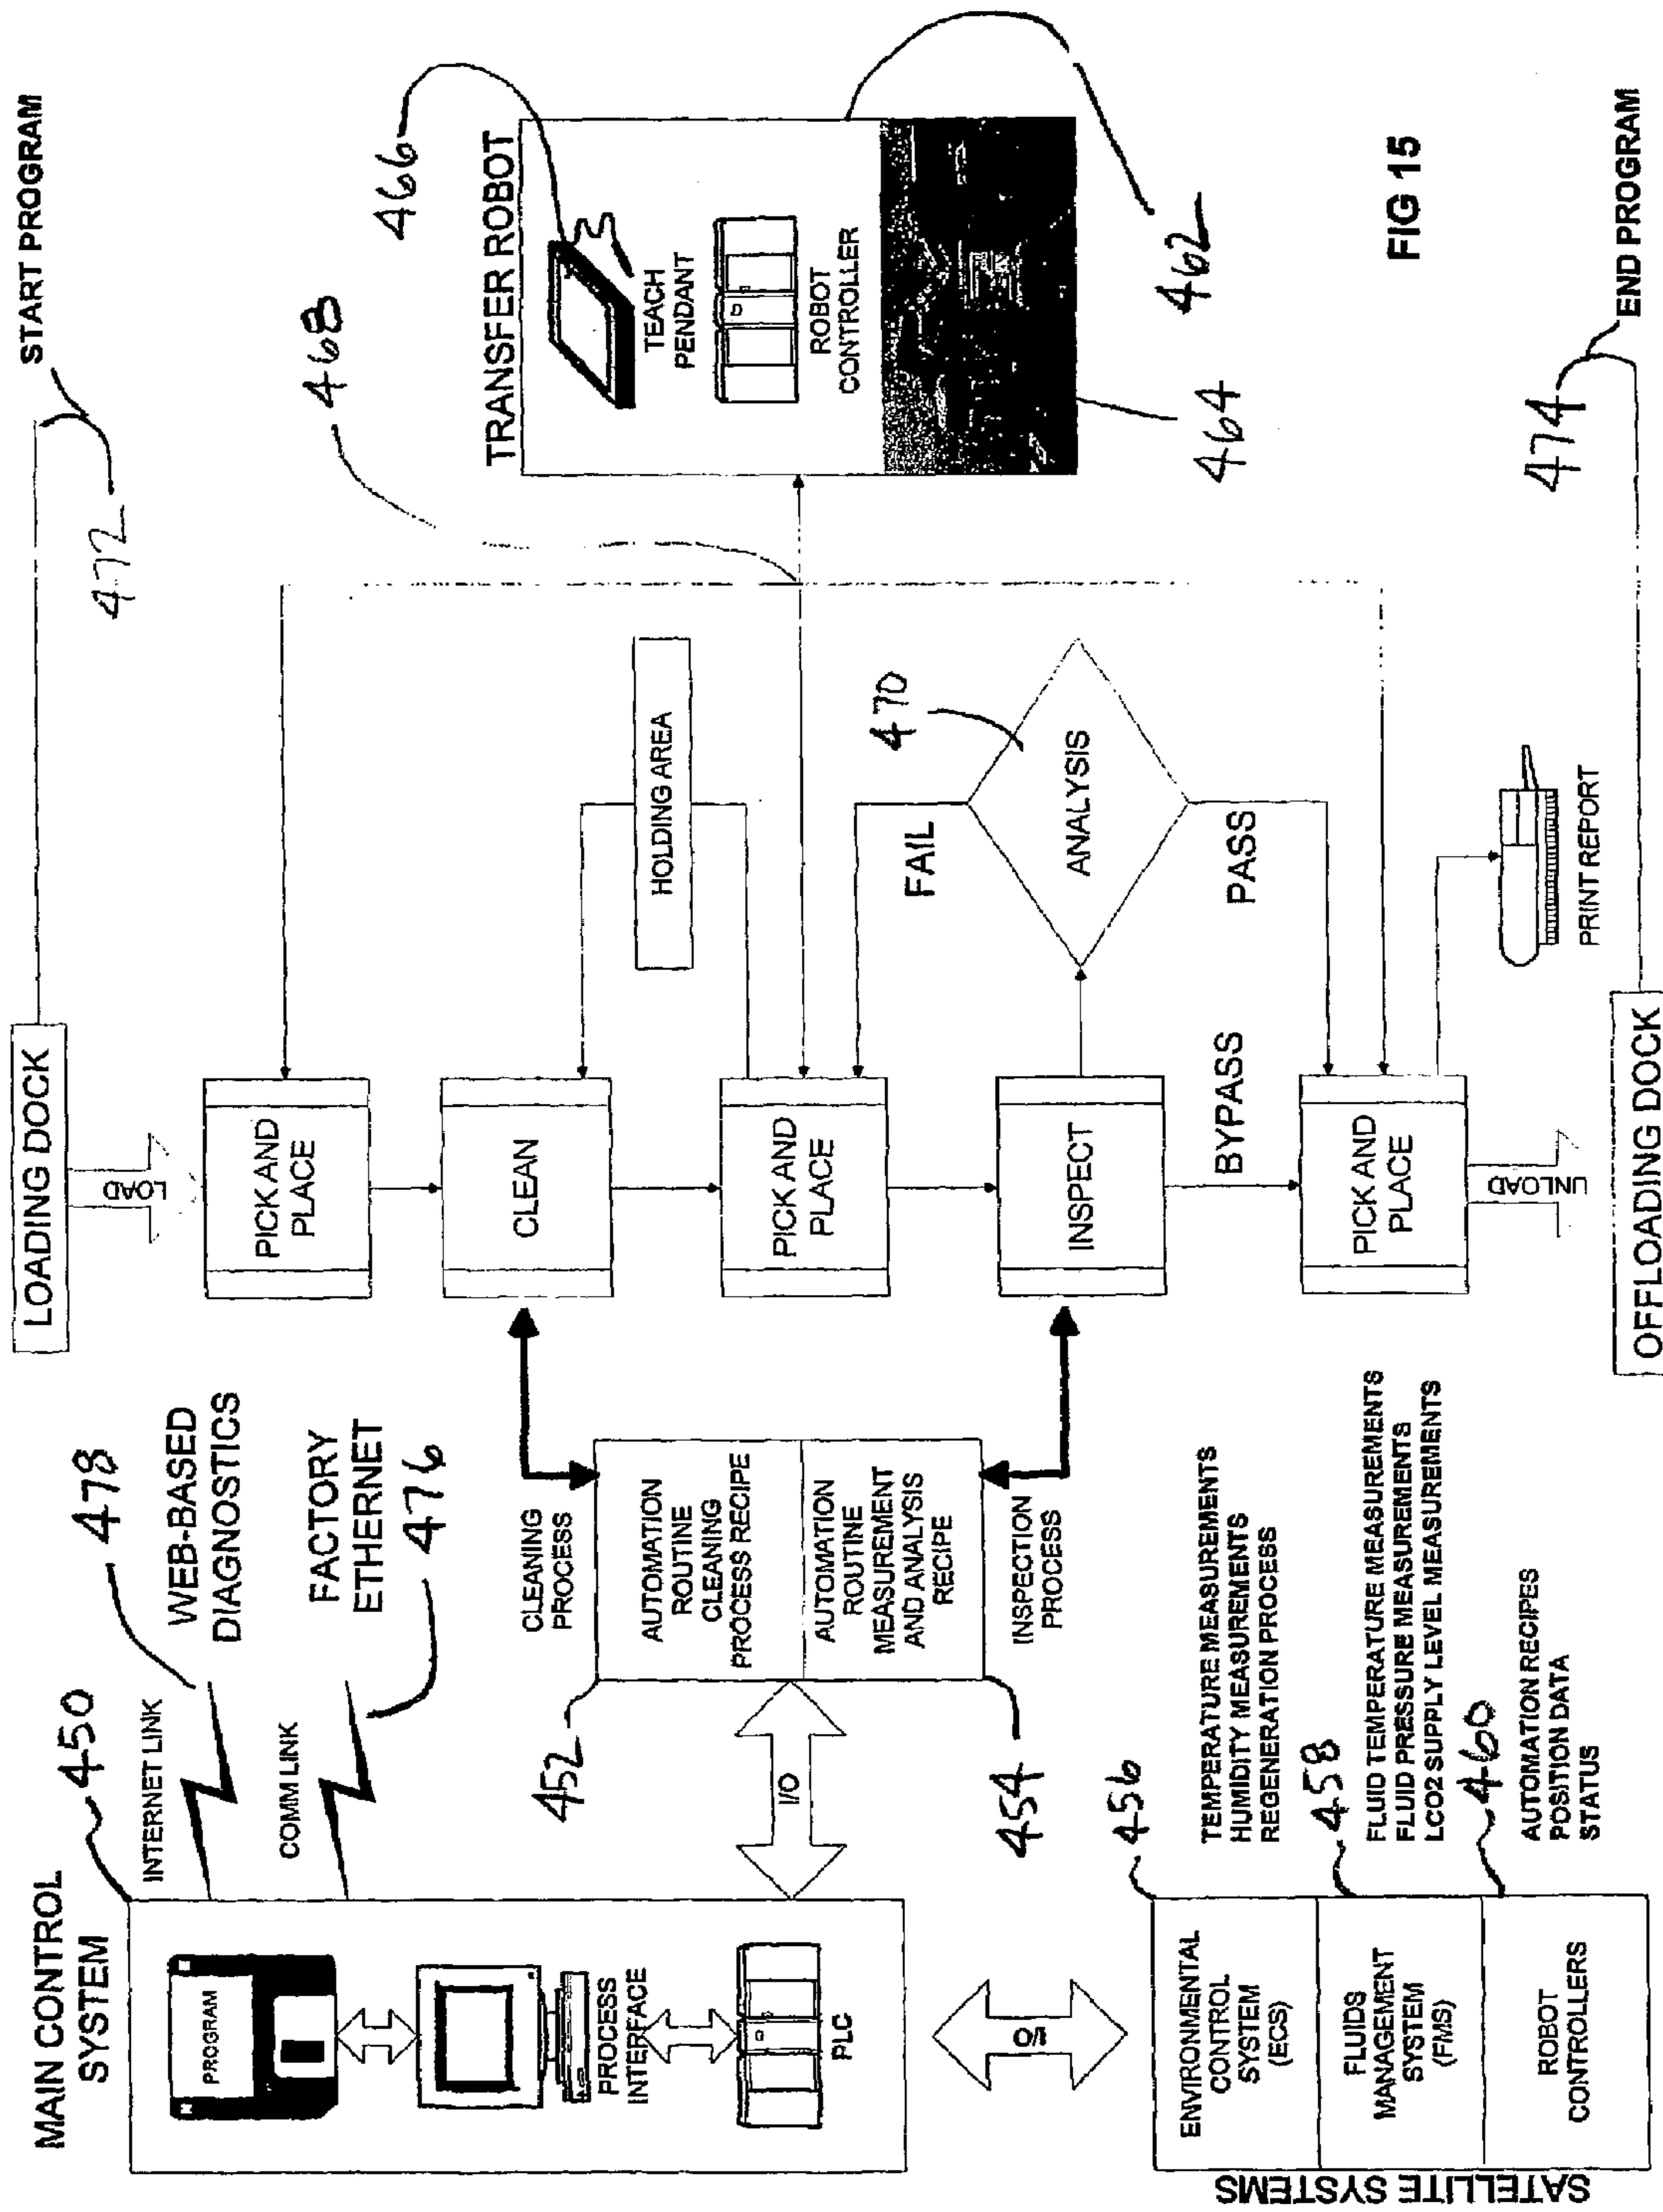 START PROGRAM
472
LOADING DOCK
LOAD
PICK AND
PLACE
CLEAN
PICK AND
PLACE
INSPECT
BYPASS
PICK AND
PLACE
UNLOAD
OFFLOADING DOCK
474
END PROGRAM
HOLDING AREA
470
ANALYSIS
FAIL
PASS
PRINT REPORT
468
466
TRANSFER ROBOT
TEACH
PENDANT
ROBOT
CONTROLLER
464
462
FIG 15
MAIN CONTROL
SYSTEM
450
PROGRAM
PROCESS
INTERFACE
PLC
INTERNET LINK
478
WEB-BASED
DIAGNOSTICS
COMM LINK
FACTORY
ETHERNET
476
I/O
452
CLEANING
PROCESS
AUTOMATION
ROUTINE
CLEANING
PROCESS RECIPE
AUTOMATION
ROUTINE
MEASUREMENT
AND ANALYSIS
RECIPE
INSPECTION
PROCESS
454
I/O
SATELLITE SYSTEMS
ENVIRONMENTAL
CONTROL
SYSTEM
(ECS)
456
TEMPERATURE MEASUREMENTS
HUMIDITY MEASUREMENTS
REGENERATION PROCESS
FLUIDS
MANAGEMENT
SYSTEM
(FMS)
458
FLUID TEMPERATURE MEASUREMENTS
FLUID PRESSURE MEASUREMENTS
LCO2 SUPPLY LEVEL MEASUREMENTS
ROBOT
CONTROLLERS
460
AUTOMATION RECIPES
POSITION DATA
STATUS